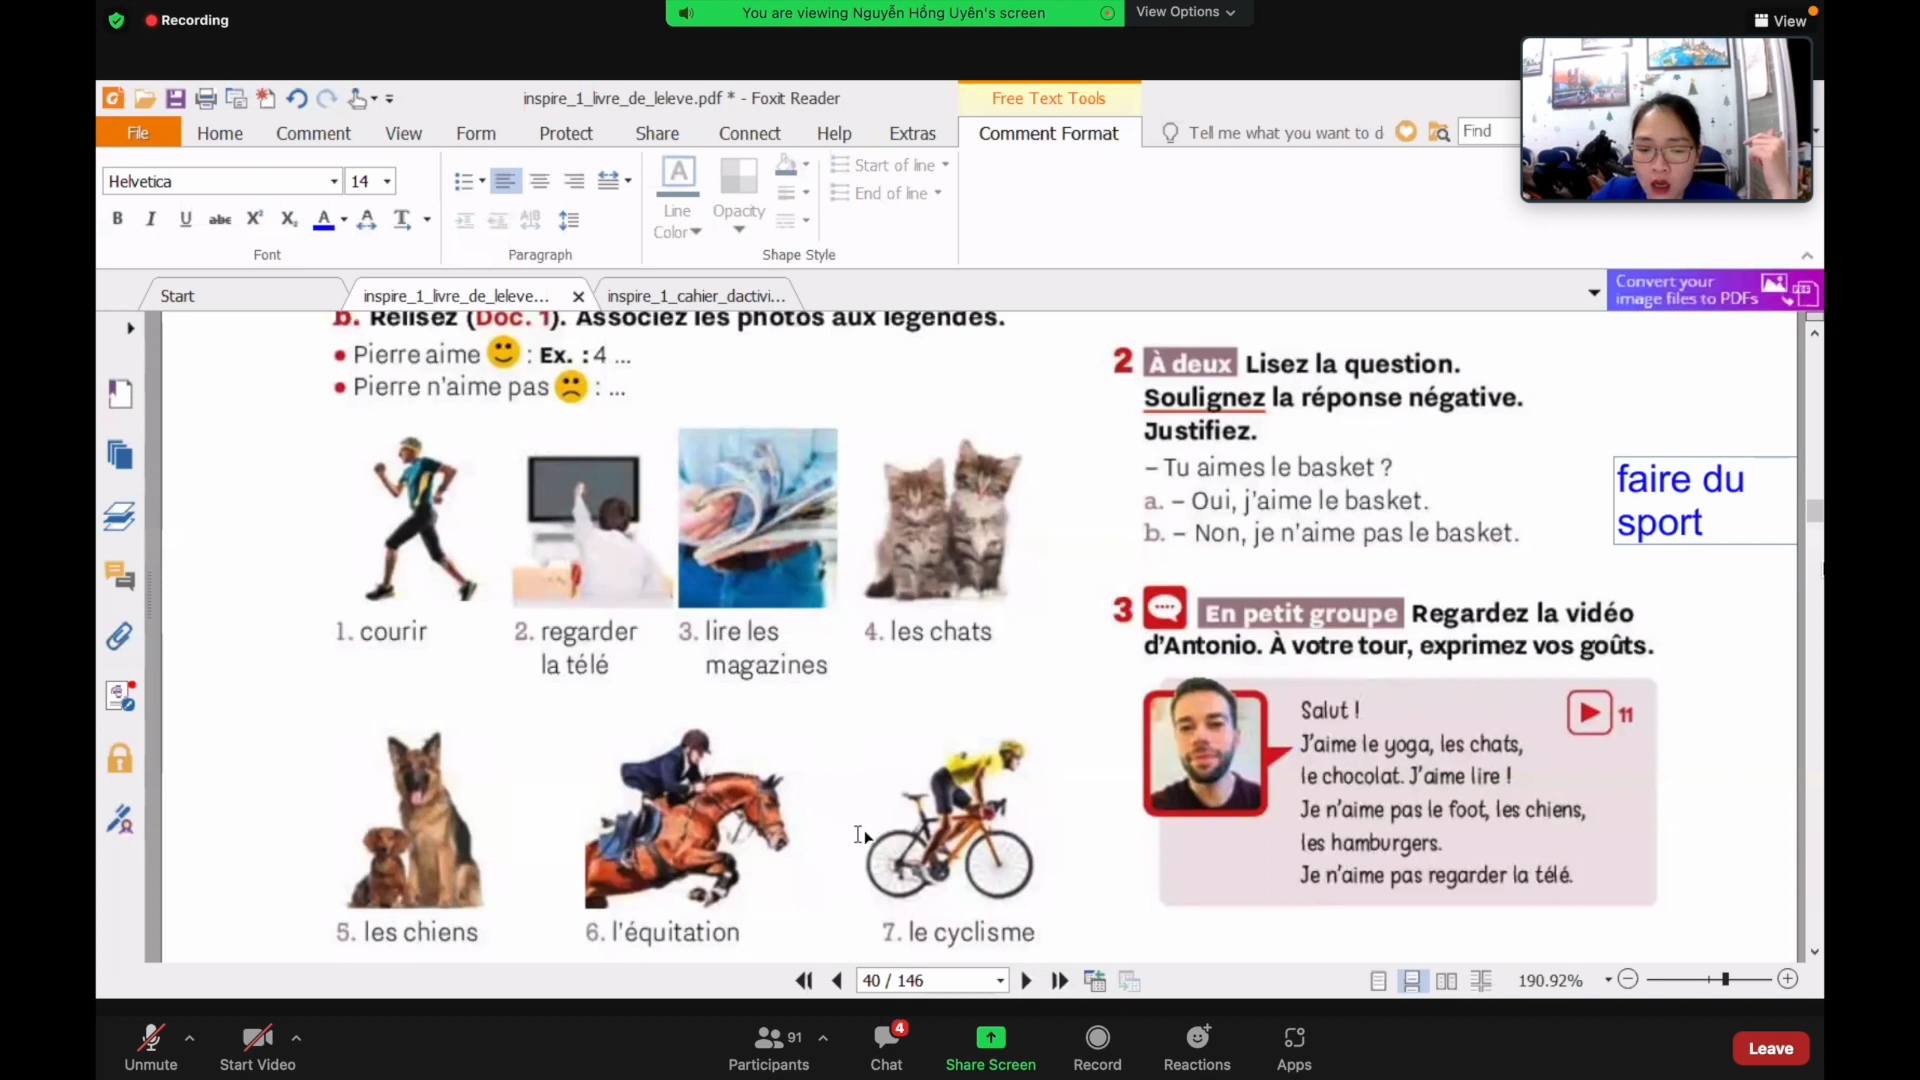 Recording
You are viewing Nguyễn Hồng Uyên's screen
View Options
View
inspire_1_livre_de_leleve.pdf * - Foxit Reader
Free Text Tools
File
Home
Comment
View
Form
Protect
Share
Connect
Help
Extras
Comment Format
Tell me what you want to d
Find
Helvetica
14
Line
Color
Opacity
Start of line
End of line
Font
Paragraph
Shape Style
Start
inspire_1_livre_de_leleve...
inspire_1_cahier_dactivi...
Convert your
image files to PDFs
b. Relisez (Doc. 1). Associez les photos aux légendes.
• Pierre aime : Ex. : 4 ...
• Pierre n'aime pas : ...
1. courir
2. regarder
la télé
3. lire les
magazines
4. les chats
5. les chiens
6. l'équitation
7. le cyclisme
2 À deux Lisez la question.
Soulignez la réponse négative.
Justifiez.
– Tu aimes le basket ?
a. – Oui, j'aime le basket.
b. – Non, je n'aime pas le basket.
faire du
sport
3 En petit groupe Regardez la vidéo
d'Antonio. À votre tour, exprimez vos goûts.
11
Salut !
J'aime le yoga, les chats,
le chocolat. J'aime lire !
Je n'aime pas le foot, les chiens,
les hamburgers.
Je n'aime pas regarder la télé.
40 / 146
190.92%
Unmute
Start Video
91
Participants
4
Chat
Share Screen
Record
Reactions
Apps
Leave